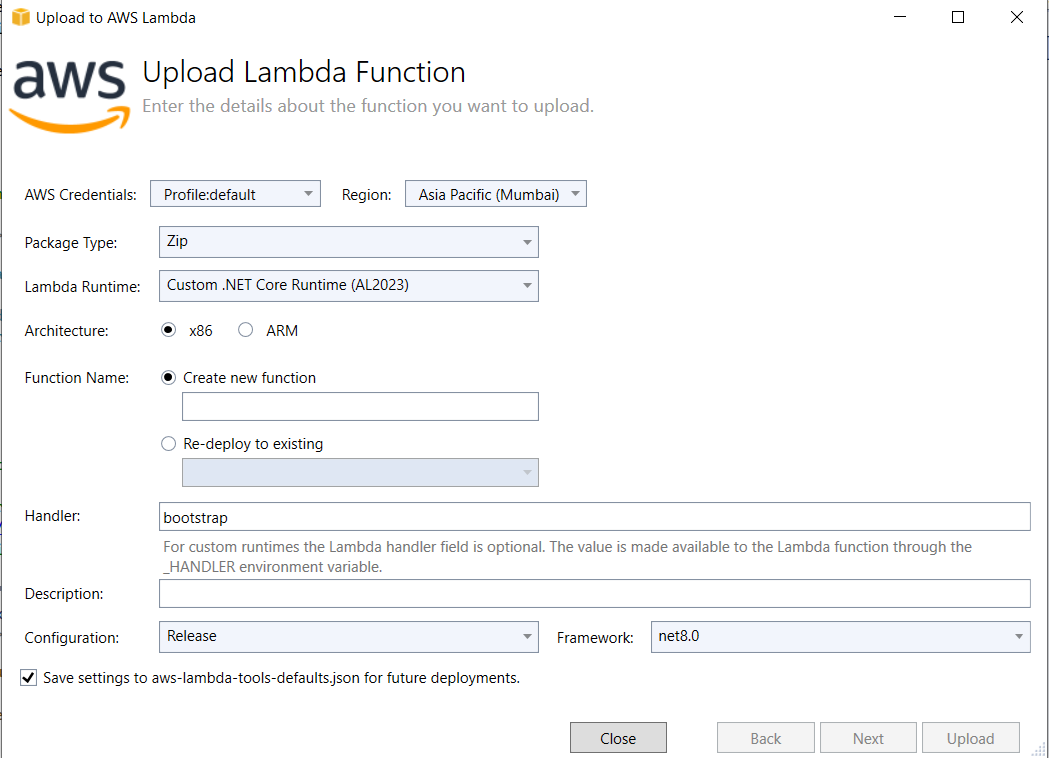 Upload to AWS Lambda
aws
Upload Lambda Function
Enter the details about the function you want to upload.
AWS Credentials: Profile:default Region: Asia Pacific (Mumbai)
Package Type: Zip
Lambda Runtime: Custom .NET Core Runtime (AL2023)
Architecture: x86 ARM
Function Name: Create new function
Re-deploy to existing
Handler: bootstrap
For custom runtimes the Lambda handler field is optional. The value is made available to the Lambda function through the
_HANDLER environment variable.
Description:
Configuration: Release Framework: net8.0
Save settings to aws-lambda-tools-defaults.json for future deployments.
Close Back Next Upload